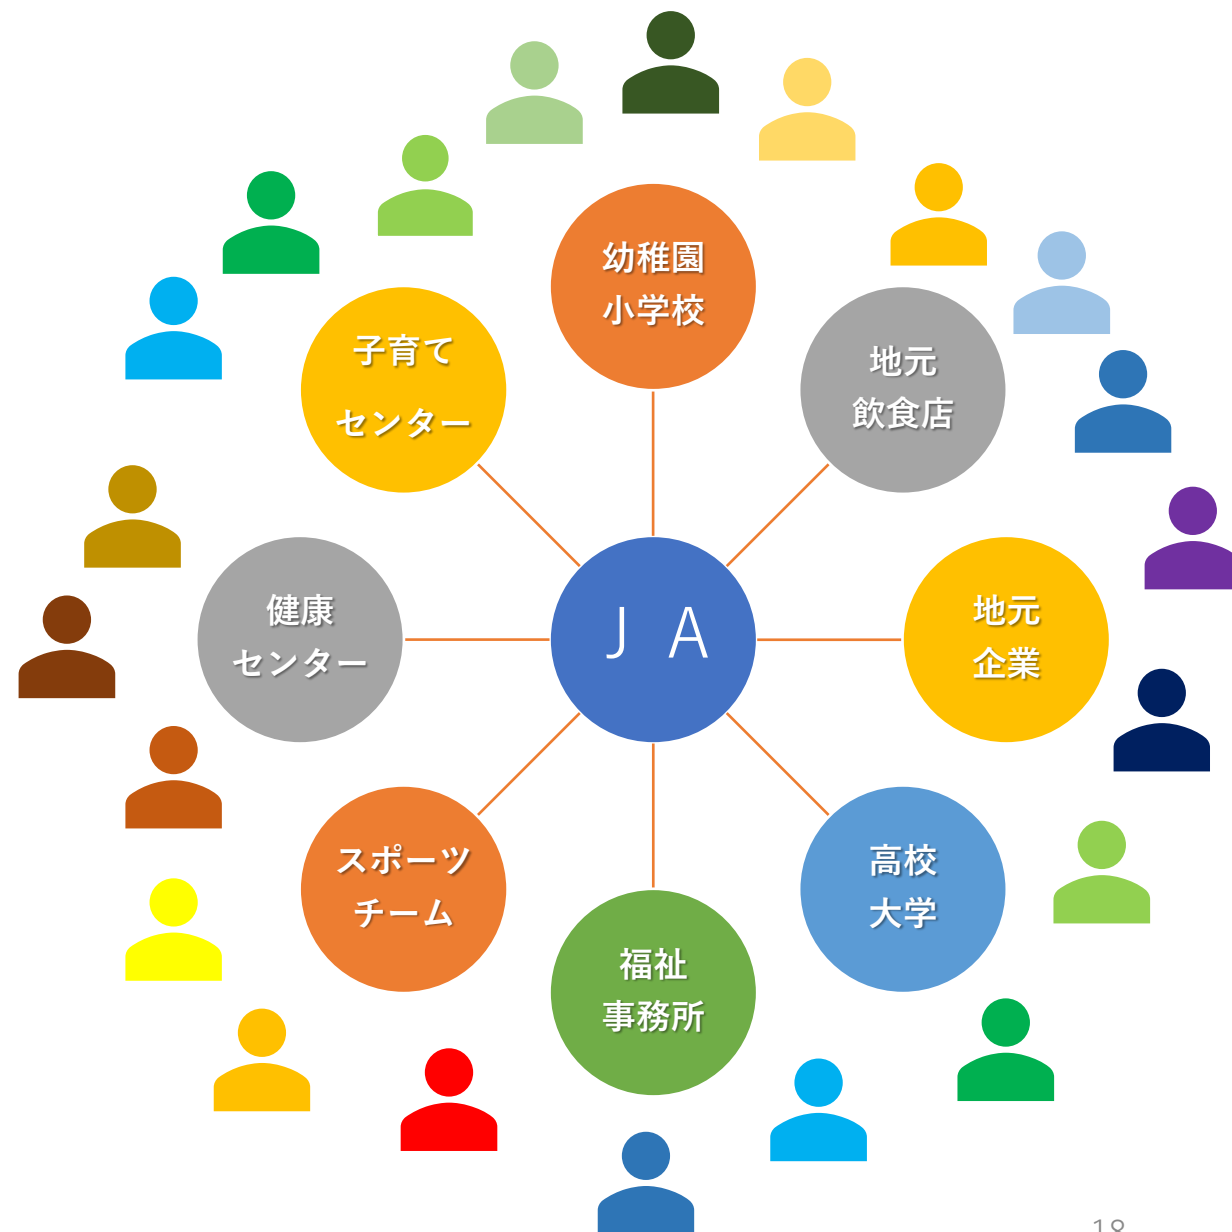 幼稚園
小学校
地元
飲食店
地元
企業
高校
大学
福祉
事務所
スポーツ
チーム
健康
センター
子育て
センター
J A
18